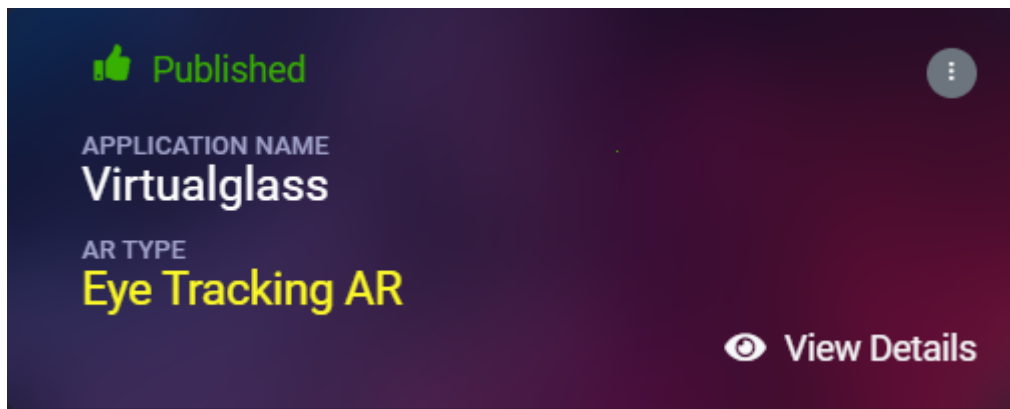 Published
APPLICATION NAME
Virtualglass
AR TYPE
Eye Tracking AR
View Details